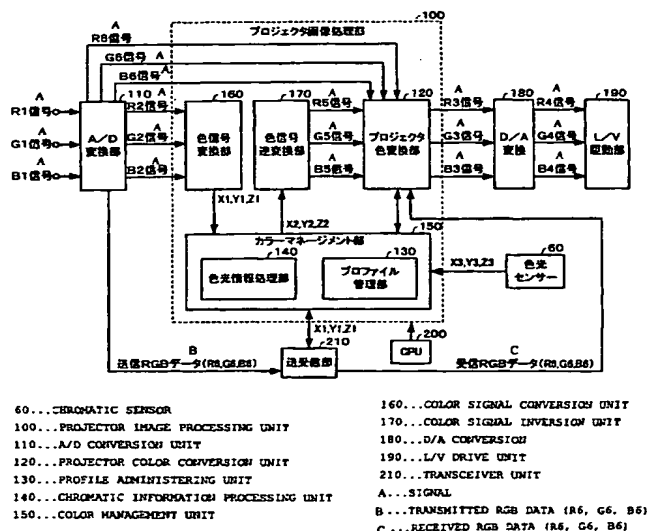 100
プロジェクタ画像処理部
A
R6信号
A
G6信号
A
B6信号
110
160
170
120
180
190
A
R1信号
A
G1信号
A
B1信号
A/D
変換部
A
R2信号
A
G2信号
A
B2信号
色信号
変換部
色信号
逆変換部
A
R5信号
A
G5信号
A
B5信号
プロジェクタ
色変換部
A
R3信号
A
G3信号
A
B3信号
D/A
変換
A
R4信号
A
G4信号
A
B4信号
L/V
駆動部
X1,Y1,Z1
X2,Y2,Z2
150
カラーマネージメント部
140
色光情報処理部
130
プロファイル
管理部
X3,Y3,Z3
60
色光
センサー
X1,Y1,Z1
200
CPU
210
送受信部
B
送信RGBデータ(R6,G6,B6)
C
受信RGBデータ(R6,G6,B6)
60...CHROMATIC SENSOR
100...PROJECTOR IMAGE PROCESSING UNIT
110...A/D CONVERSION UNIT
120...PROJECTOR COLOR CONVERSION UNIT
130...PROFILE ADMINISTERING UNIT
140...CHROMATIC INFORMATION PROCESSING UNIT
150...COLOR MANAGEMENT UNIT
160...COLOR SIGNAL CONVERSION UNIT
170...COLOR SIGNAL INVERSION UNIT
180...D/A CONVERSION
190...L/V DRIVE UNIT
210...TRANSCEIVER UNIT
A...SIGNAL
B...TRANSMITTED RGB DATA (R6, G6, B6)
C...RECEIVED RGB DATA (R6, G6, B6)